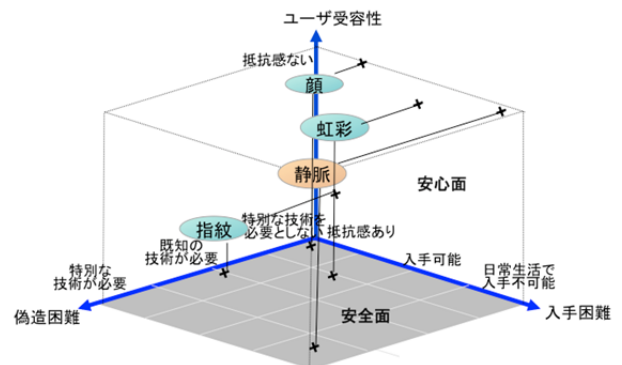 ユーザ受容性
抵抗感ない
顔
虹彩
静脈
安心面
指紋
特別な技術を
必要としない
抵抗感あり
既知の
技術が必要
特別な
技術が必要
入手可能
日常生活で
入手不可能
偽造困難
安全面
入手困難